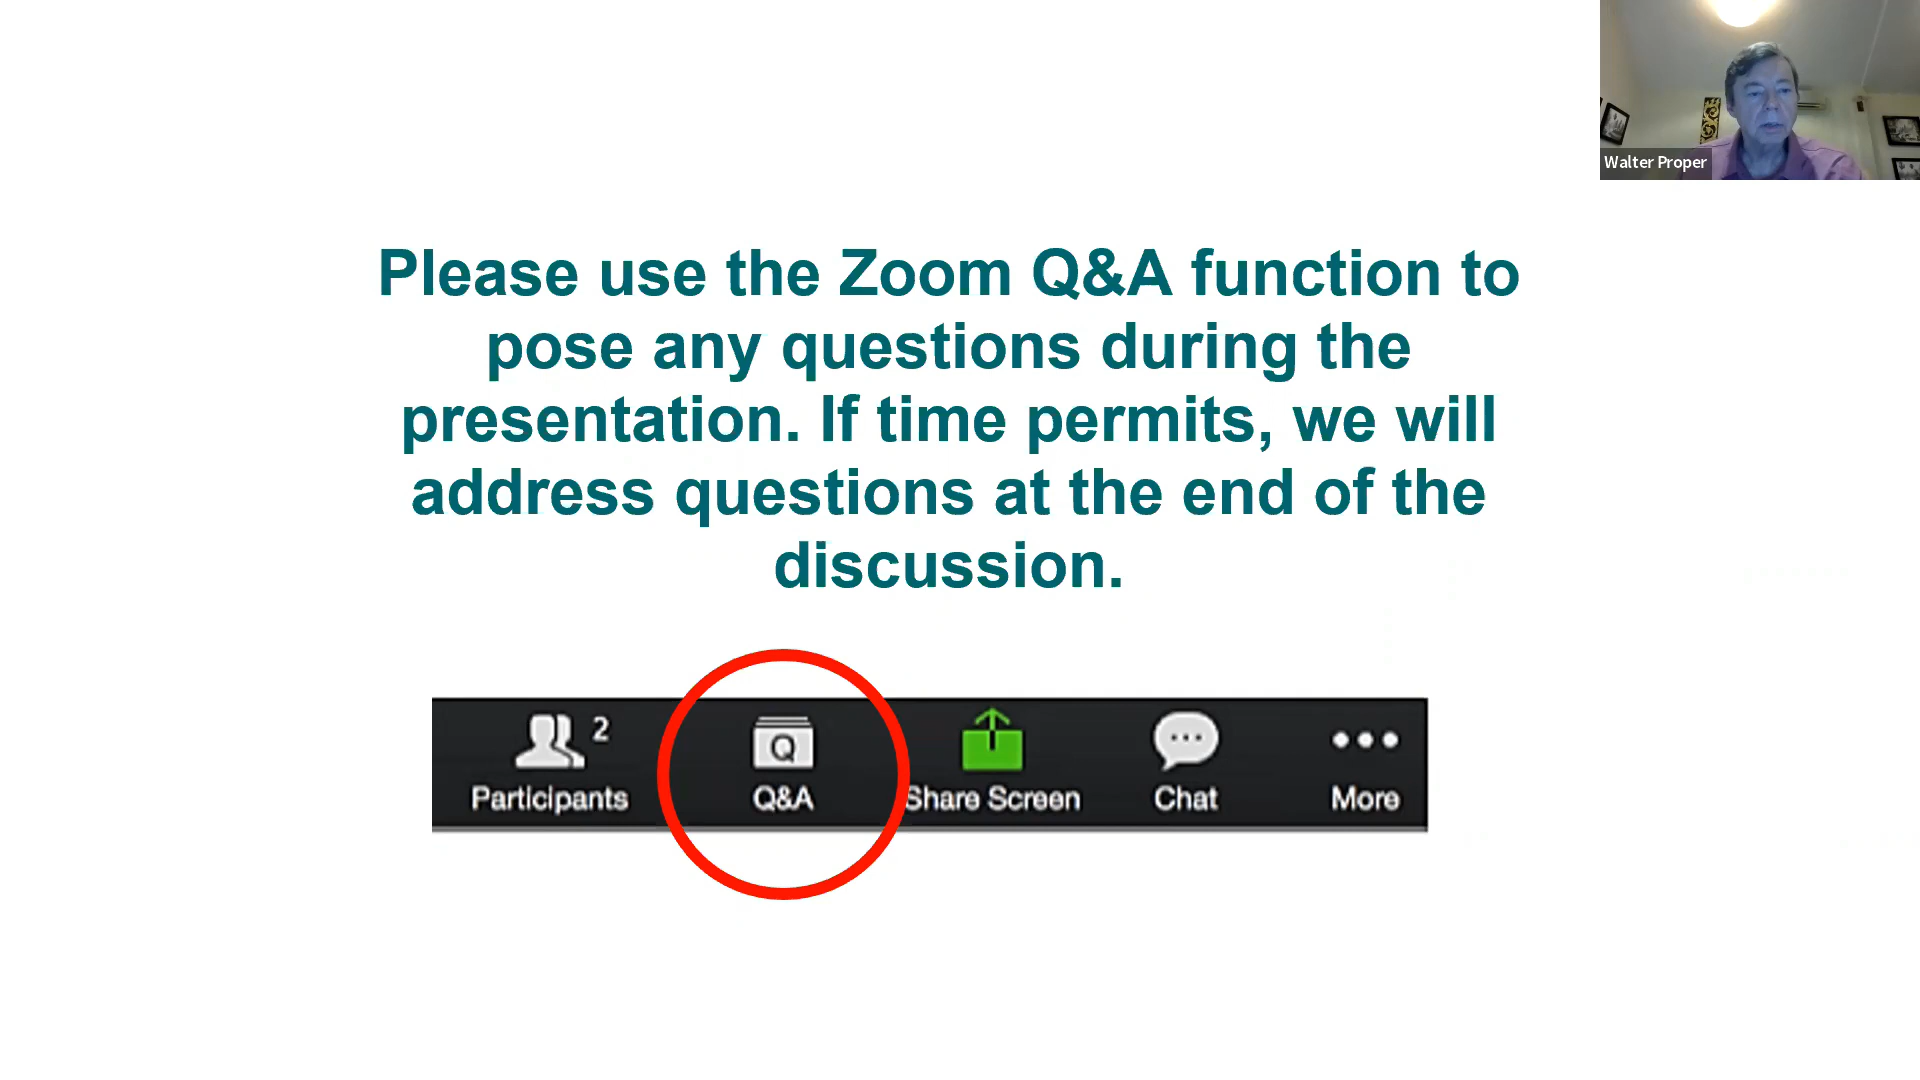 Walter Proper
Please use the Zoom Q&A function to
pose any questions during the
presentation. If time permits, we will
address questions at the end of the
discussion.
2
Q
Participants
Q&A
Share Screen
Chat
More